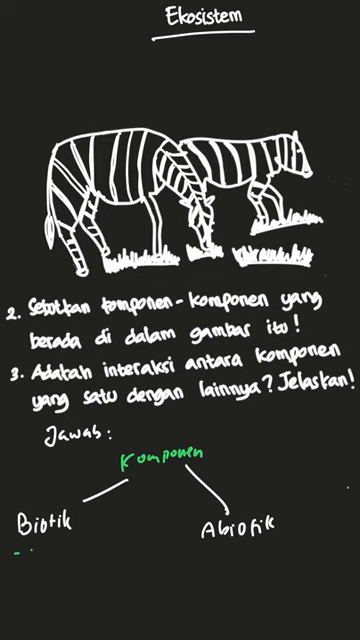 Ekosistem
2. Sebutkan komponen-komponen yang
berada di dalam gambar itu!
3. Adakah interaksi antara komponen
yang satu dengan lainnya? Jelaskan!
Jawab:
Komponen
Biotik
Abiotik